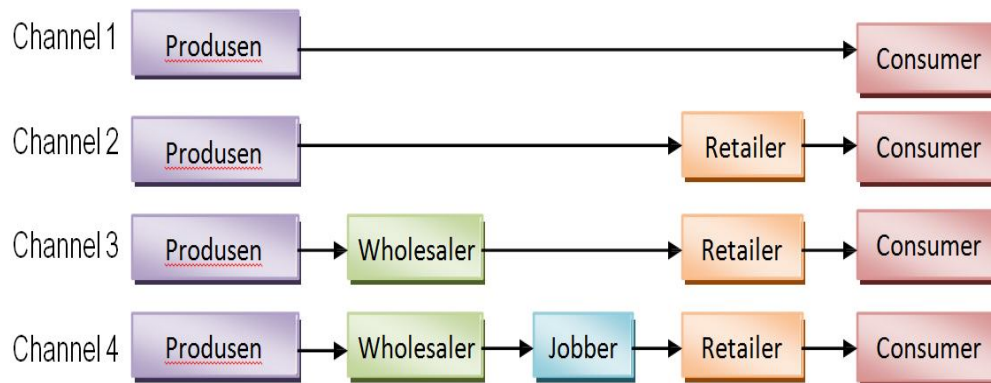 Channel 1 Produsen Consumer
Channel 2 Produsen Retailer Consumer
Channel 3 Produsen Wholesaler Retailer Consumer
Channel 4 Produsen Wholesaler Jobber Retailer Consumer